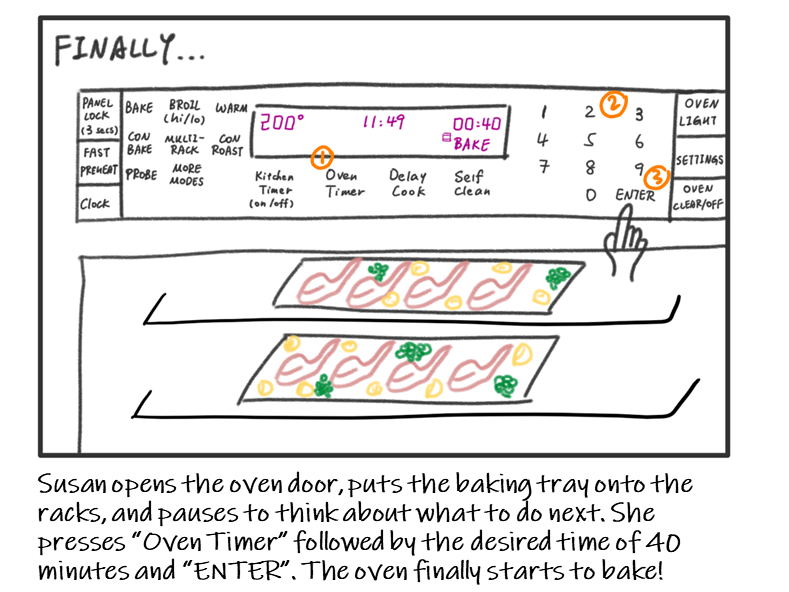 FINALLY...
PANEL LOCK (3 secs)
FAST PREHEAT
Clock
BAKE BROIL (hi/lo) WARM
CON BAKE MULTI-RACK CON ROAST
PROBE MORE MODES
200° 11:49 00:40
BAKE
1
Kitchen Timer (on/off) Oven Timer Delay Cook Self Clean
1 2 2 3
4 5 6
7 8 9 3
0 ENTER
OVEN LIGHT
SETTINGS
OVEN CLEAR/OFF
Susan opens the oven door, puts the baking tray onto the
racks, and pauses to think about what to do next. She
presses "Oven Timer" followed by the desired time of 40
minutes and "ENTER". The oven finally starts to bake!